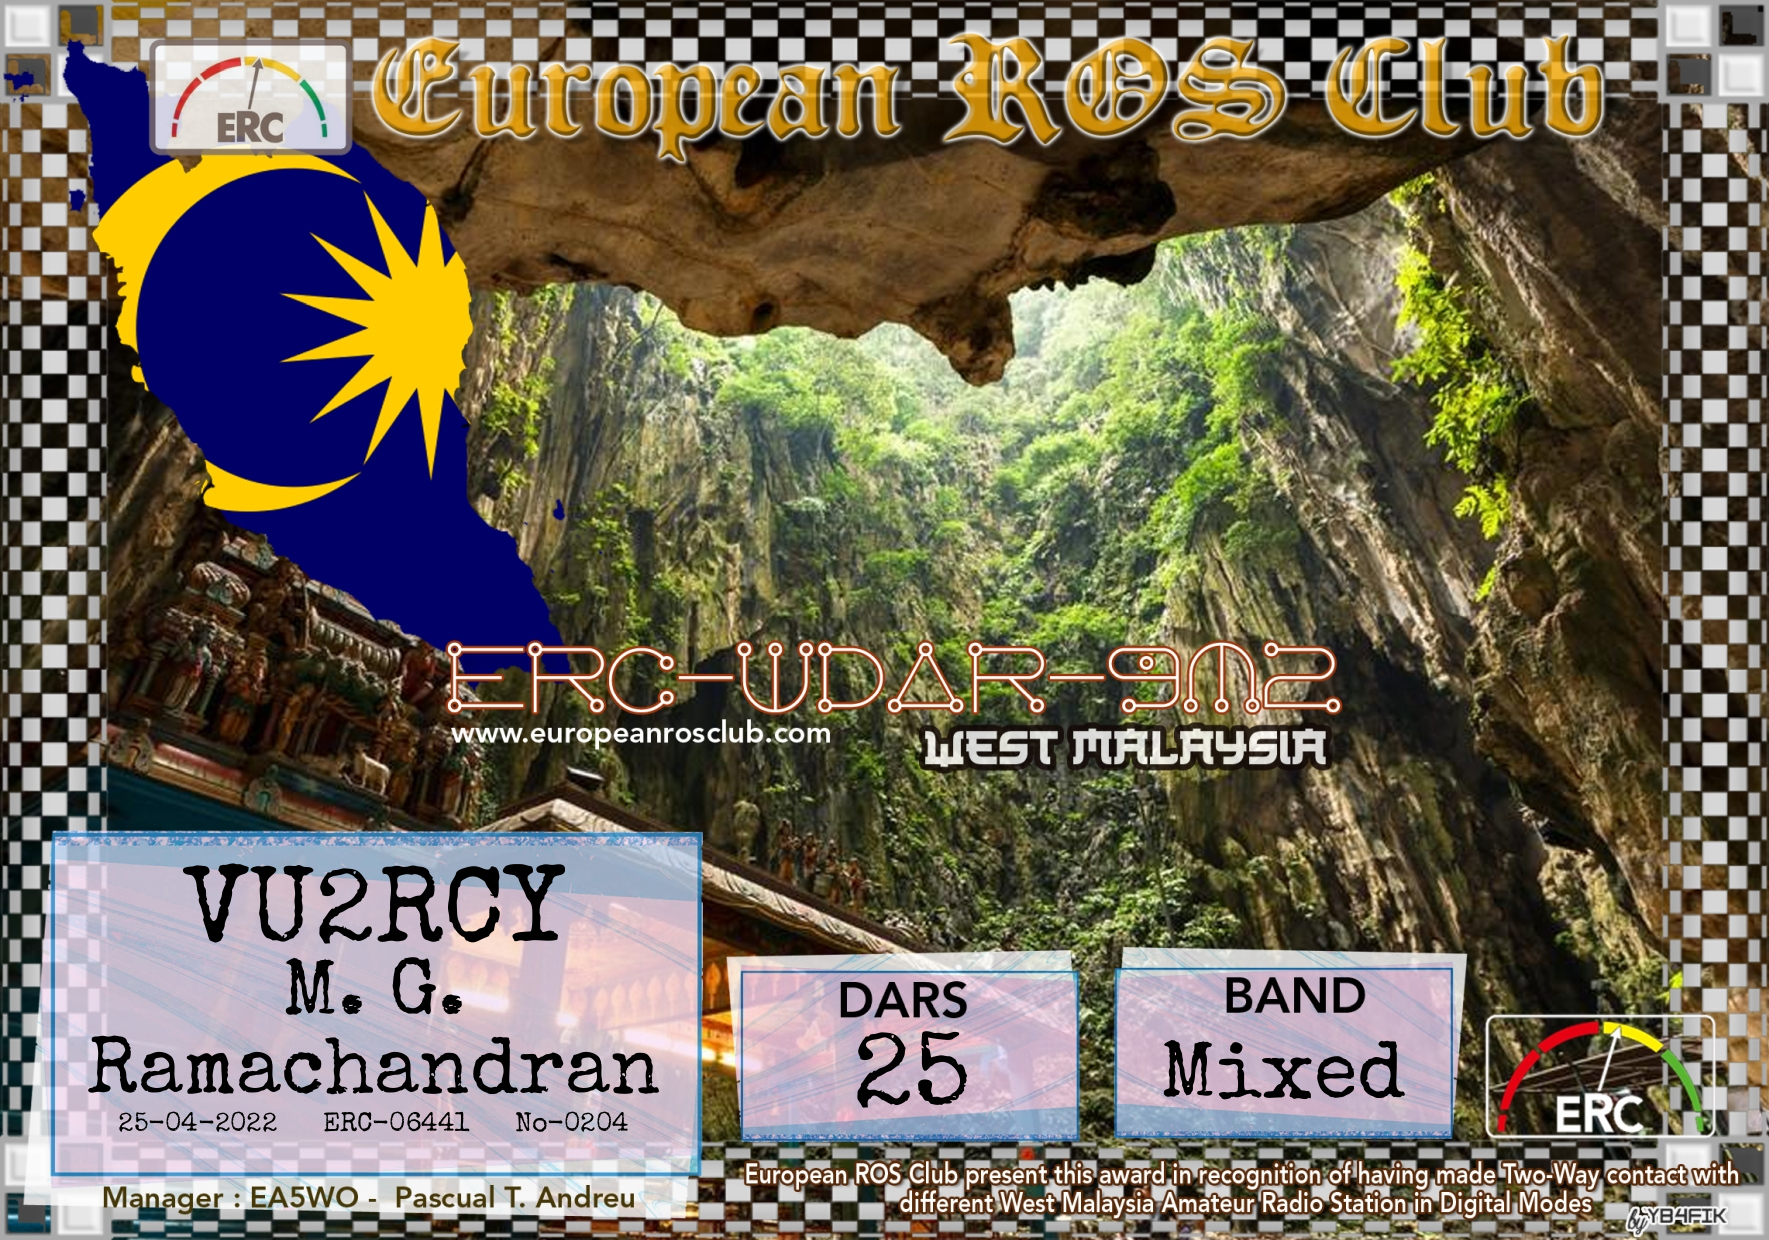 ERC
European ROS Club
ERC-WDAR-9M2
www.europeanrosclub.com
WEST MALAYSIA
VU2RCY
M. G.
Ramachandran
25-04-2022 ERC-06441 No-0204
DARS
25
BAND
Mixed
ERC
Manager : EA5WO - Pascual T. Andreu
European ROS Club present this award in recognition of having made Two-Way contact with
different West Malaysia Amateur Radio Station in Digital Modes
by YB4FIK